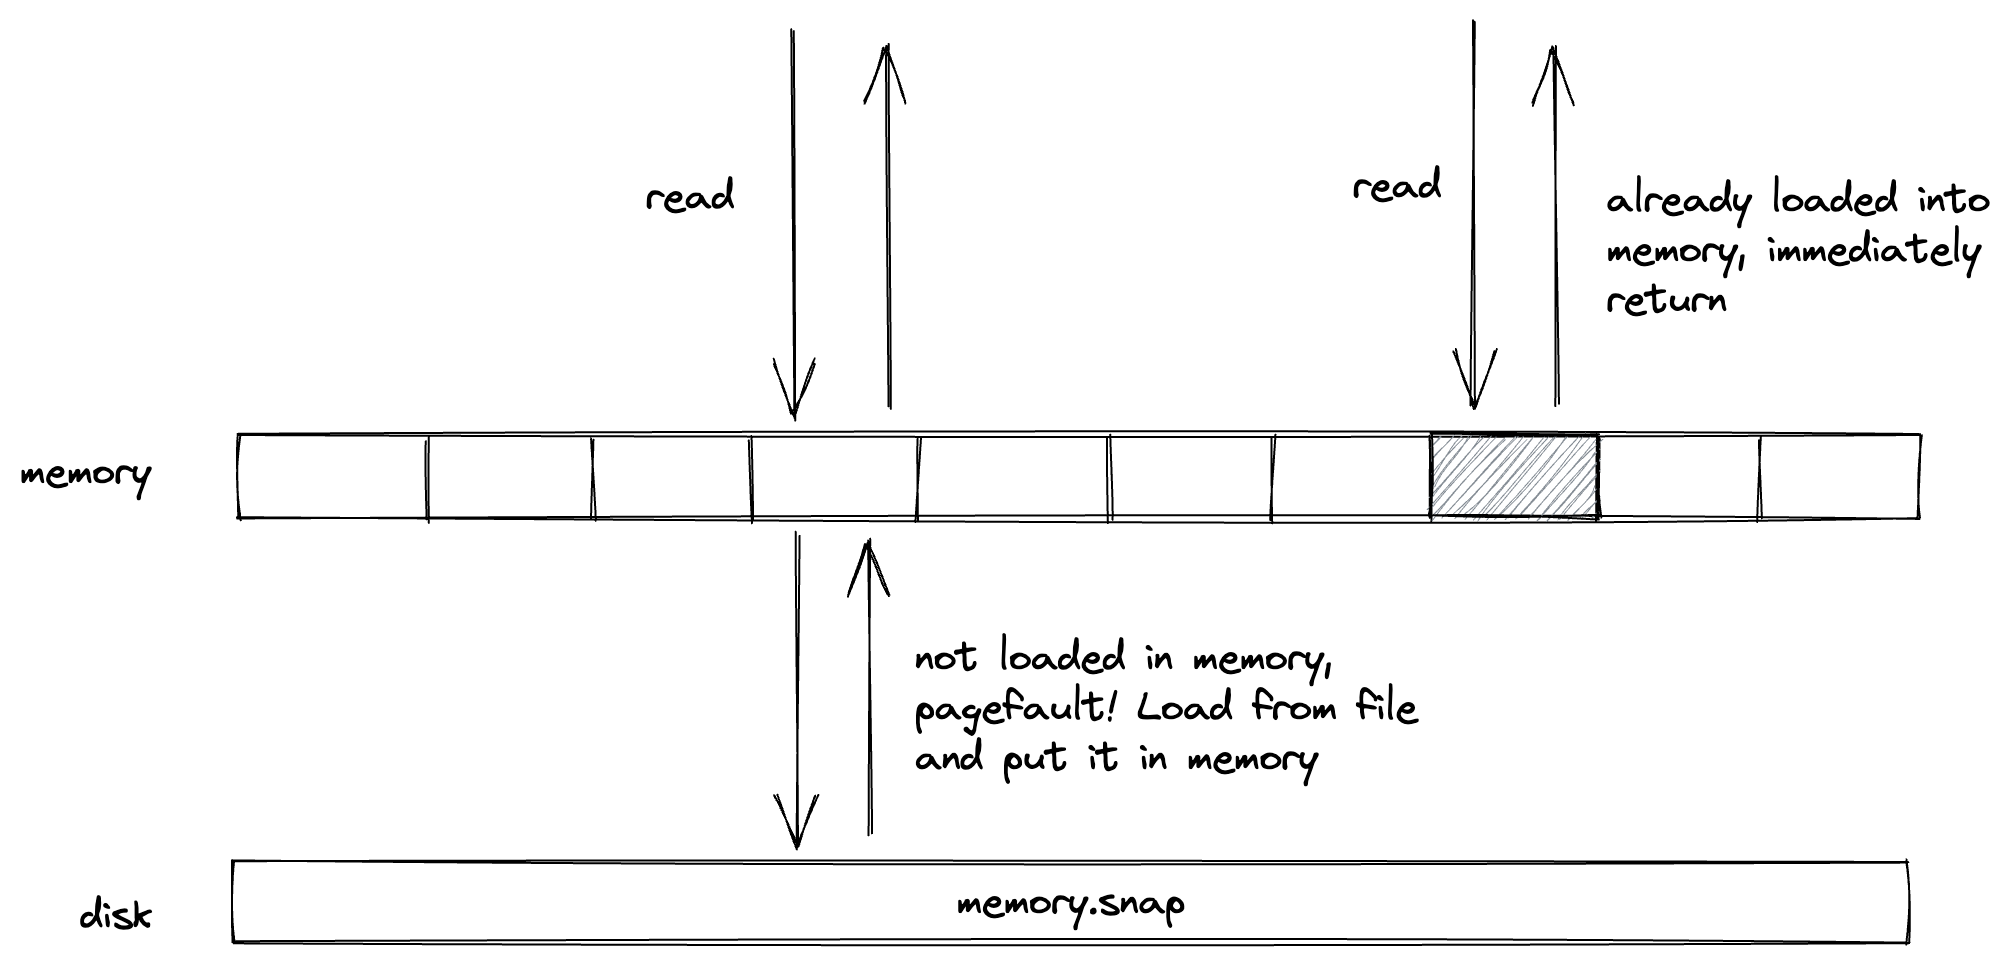 read
read
already loaded into
memory, immediately
return
memory
not loaded in memory,
pagefault! Load from file
and put it in memory
disk
memory.snap